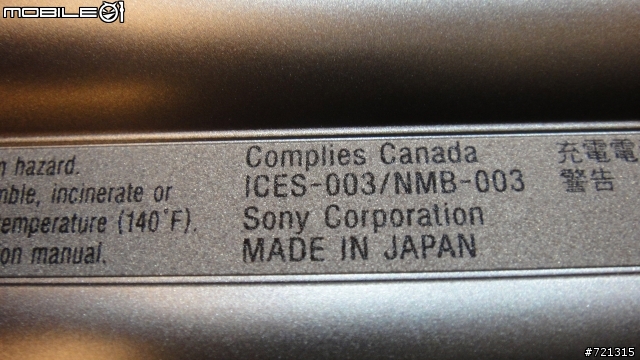 MOBILE01
n hazard.
mble, incinerate or
temperature (140°F).
on manual.
Complies Canada
ICES-003/NMB-003
Sony Corporation
MADE IN JAPAN
充電電
警告
#721315